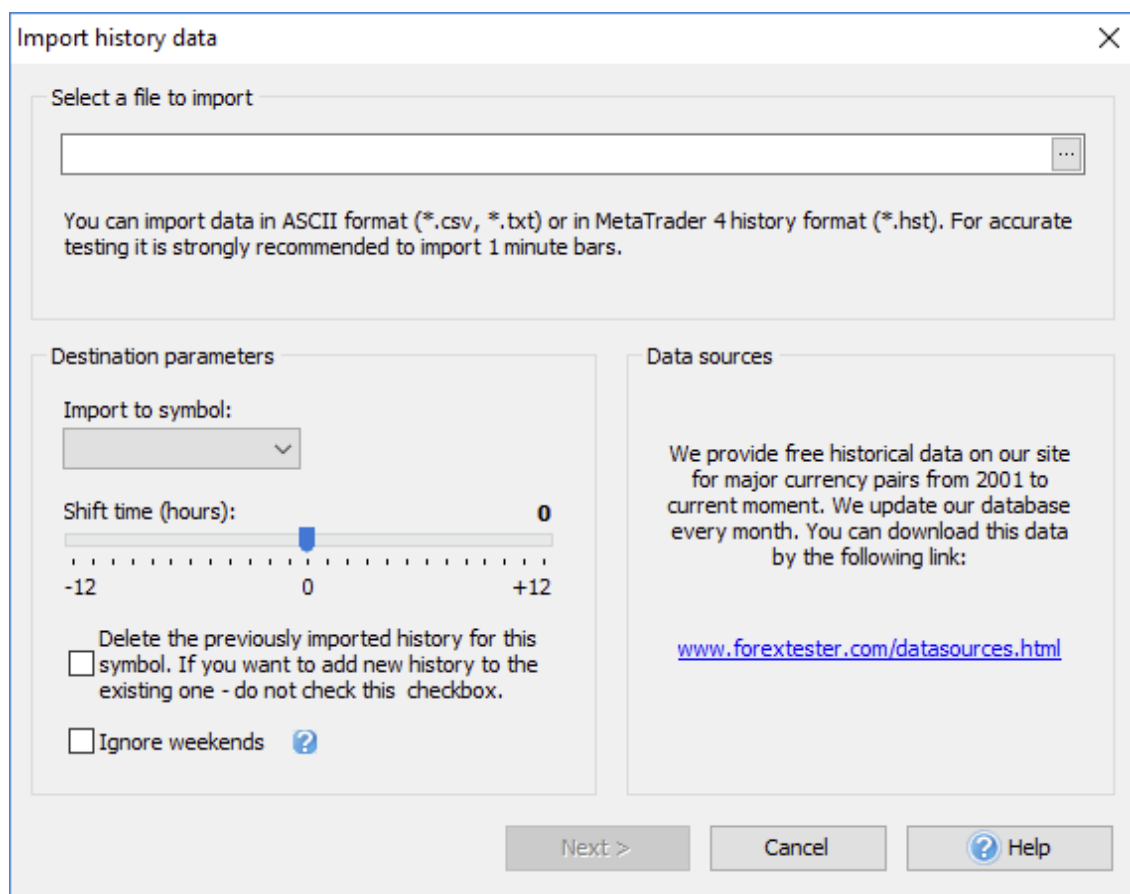 Import history data
Select a file to import
...
You can import data in ASCII format (*.csv, *.txt) or in MetaTrader 4 history format (*.hst). For accurate
testing it is strongly recommended to import 1 minute bars.
Destination parameters
Import to symbol:
Shift time (hours): 0
-12 0 +12
Delete the previously imported history for this
symbol. If you want to add new history to the
existing one - do not check this checkbox.
Ignore weekends ?
Data sources
We provide free historical data on our site
for major currency pairs from 2001 to
current moment. We update our database
every month. You can download this data
by the following link:
www.forextester.com/datasources.html
Next > Cancel ? Help